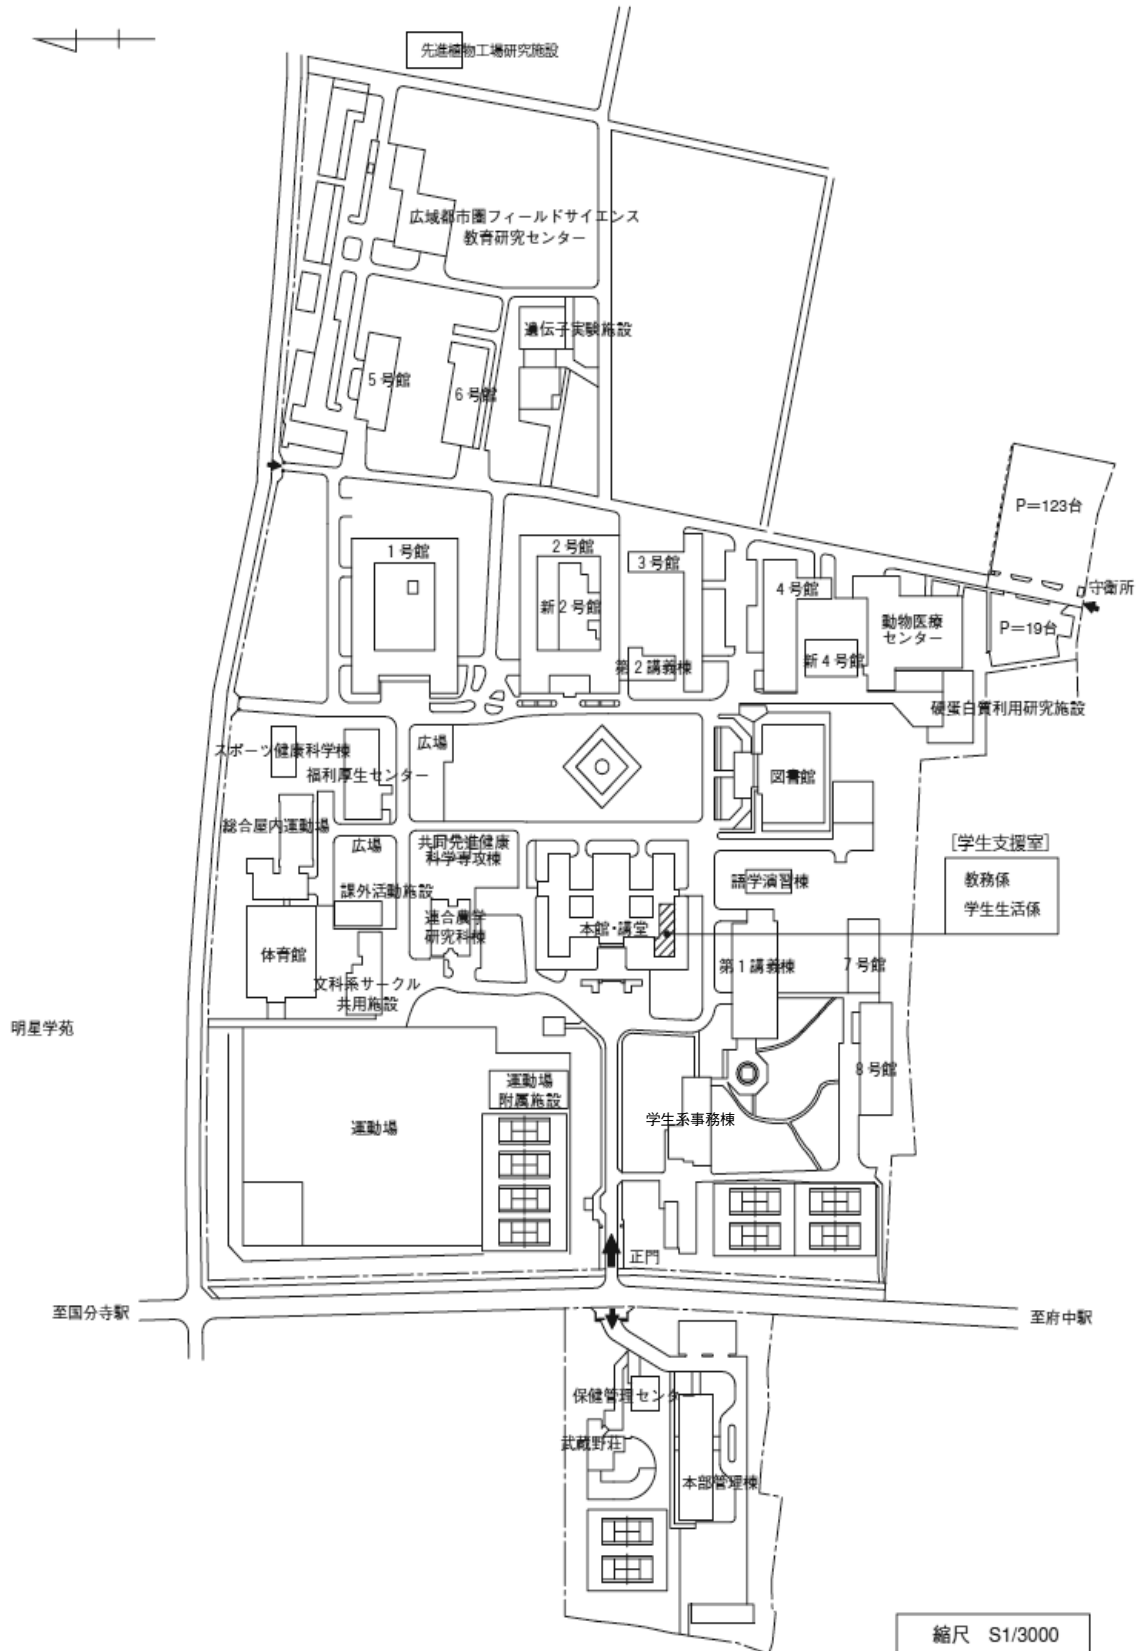 先進植物工場研究施設
広域都市圏フィールドサイエンス
教育研究センター
遺伝子実験施設
5号館
6号館
P＝123台
1号館
2号館
3号館
4号館
守衛所
新2号館
動物医療
センター
P＝19台
第2講義棟
新4号館
硬蛋白質利用研究施設
スポーツ健康科学棟
広場
福利厚生センター
図書館
総合屋内運動場
広場
共同先進健康
科学専攻棟
[学生支援室]
教務係
学生生活係
語学演習棟
課外活動施設
連合農学
研究科棟
本館・講堂
体育館
第1講義棟
7号館
文科系サークル
共用施設
明星学苑
8号館
運動場
附属施設
運動場
学生系事務棟
正門
至国分寺駅
至府中駅
保健管理センター
武蔵野荘
本部管理棟
縮尺　S1/3000